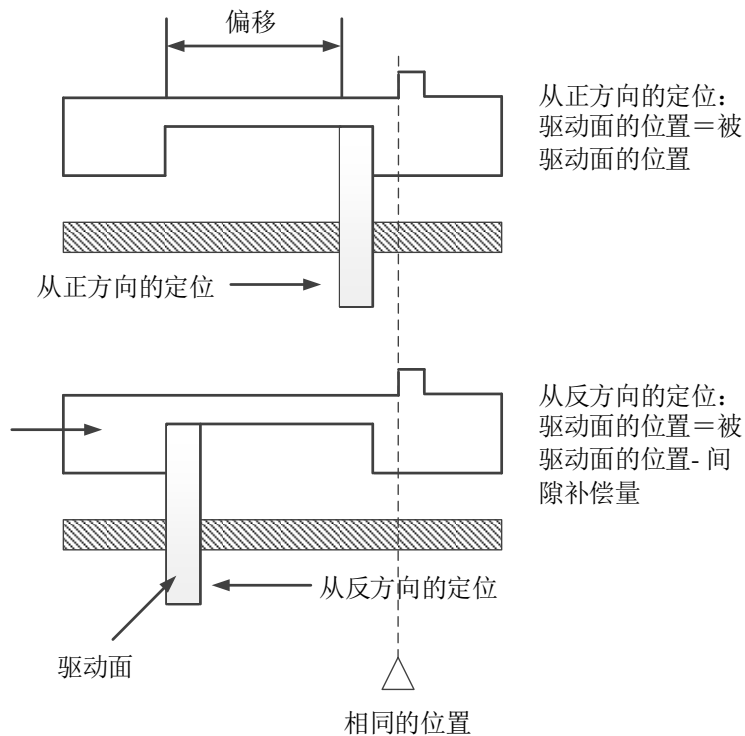 偏移
从正方向的定位：
驱动面的位置＝被
驱动面的位置
从正方向的定位
从反方向的定位：
驱动面的位置＝被
驱动面的位置- 间
隙补偿量
从反方向的定位
驱动面
相同的位置